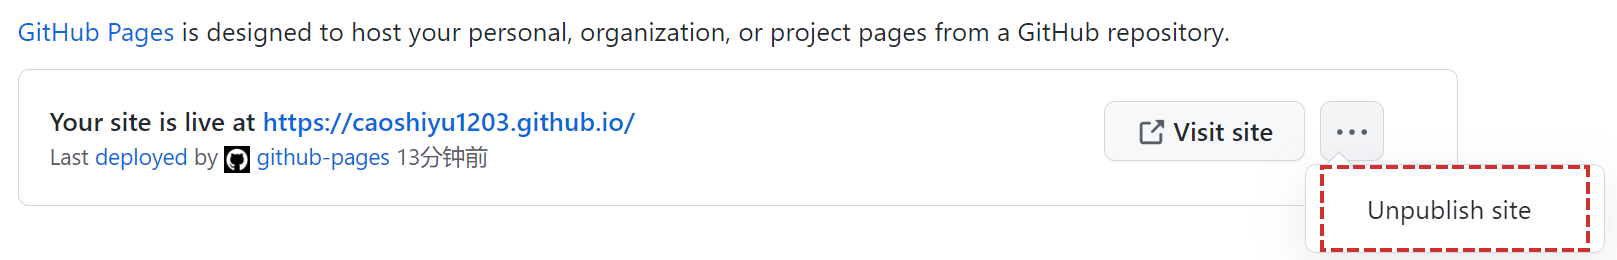 GitHub Pages is designed to host your personal, organization, or project pages from a GitHub repository.
Your site is live at https://caoshiyu1203.github.io/
Visit site
Last deployed by github-pages 13分钟前
Unpublish site